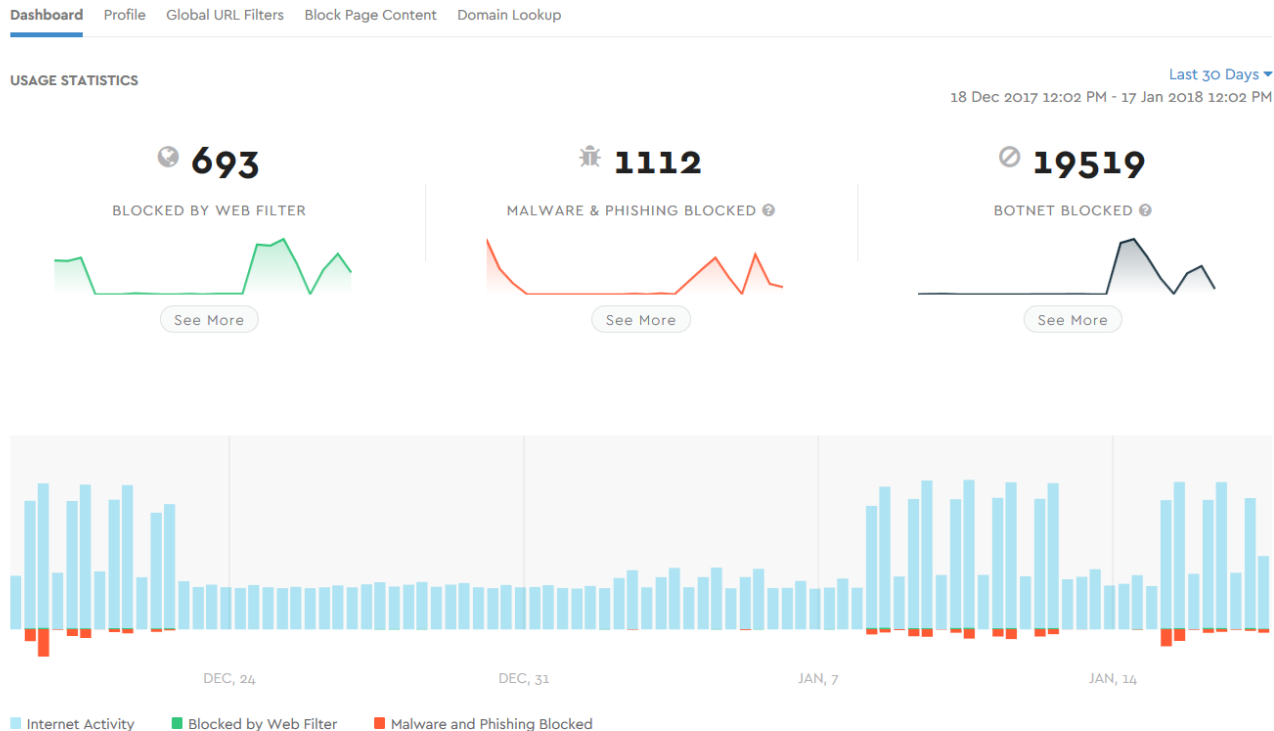 Dashboard Profile Global URL Filters Block Page Content Domain Lookup
USAGE STATISTICS
Last 30 Days
18 Dec 2017 12:02 PM - 17 Jan 2018 12:02 PM
693 1112 19519
BLOCKED BY WEB FILTER MALWARE & PHISHING BLOCKED ? BOTNET BLOCKED ?
See More See More See More
DEC, 24 DEC, 31 JAN, 7 JAN, 14
Internet Activity Blocked by Web Filter Malware and Phishing Blocked